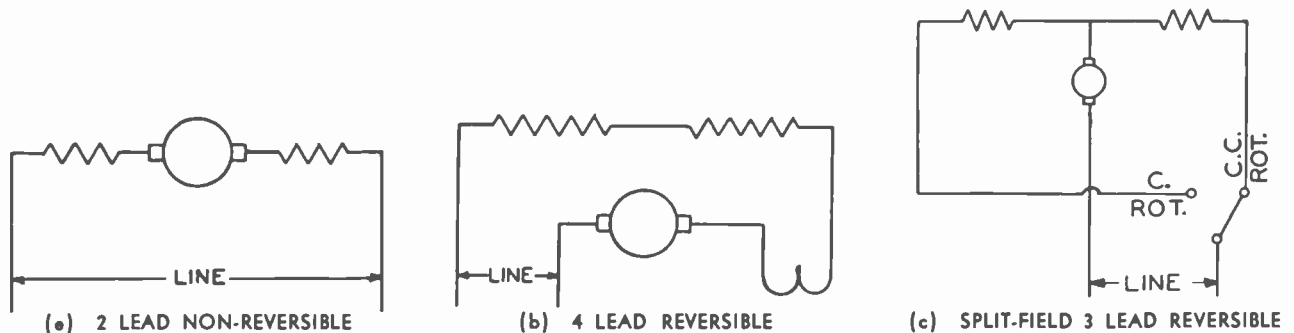 LINE
(a) 2 LEAD NON-REVERSIBLE
LINE
(b) 4 LEAD REVERSIBLE
C.
ROT.
C.C.
ROT.
LINE
(c) SPLIT-FIELD 3 LEAD REVERSIBLE